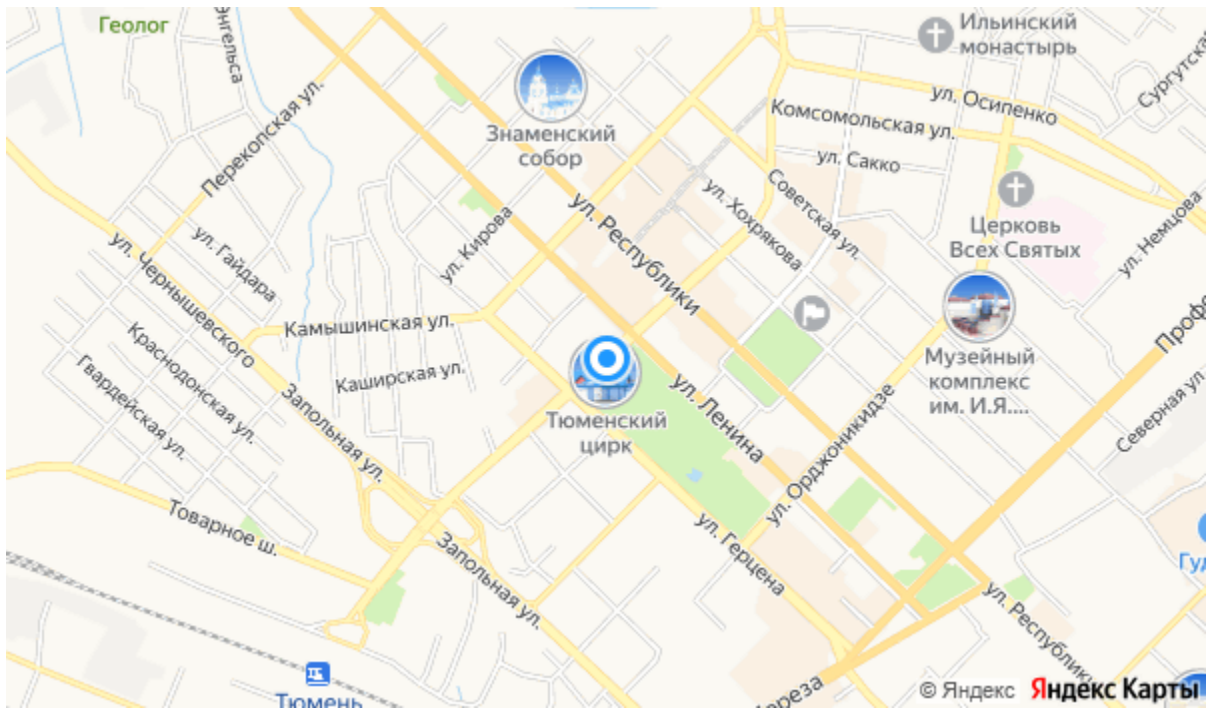 Геолог
Энгельса
Ильинский
монастырь
Сургутская
ул. Осипенко
Перекопская ул.
Знаменский
собор
Комсомольская ул.
ул. Сакко
ул. Хохрякова
Советская ул.
Церковь
Всех Святых
ул. Немцова
ул. Кирова
ул. Республики
ул. Гайдара
ул. Чернышевского
Камышинская ул.
Каширская ул.
Краснодонская ул.
Гвардейская ул.
Запольная ул.
Тюменский
цирк
ул. Ленина
Музейный
комплекс
им. И.Я....
Профсо
Северная ул.
ул. Орджоникидзе
Товарное ш.
Запольная ул.
ул. Герцена
Гуд
ул. Республики
Тюмень
© Яндекс Яндекс Карты